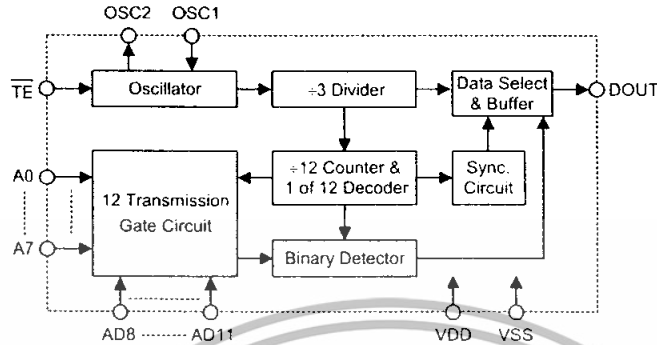 OSC2 OSC1
TE
Oscillator
÷3 Divider
Data Select
& Buffer
DOUT
A0
12 Transmission
Gate Circuit
÷12 Counter &
1 of 12 Decoder
Sync.
Circuit
A7
Binary Detector
AD8 AD11
VDD
VSS